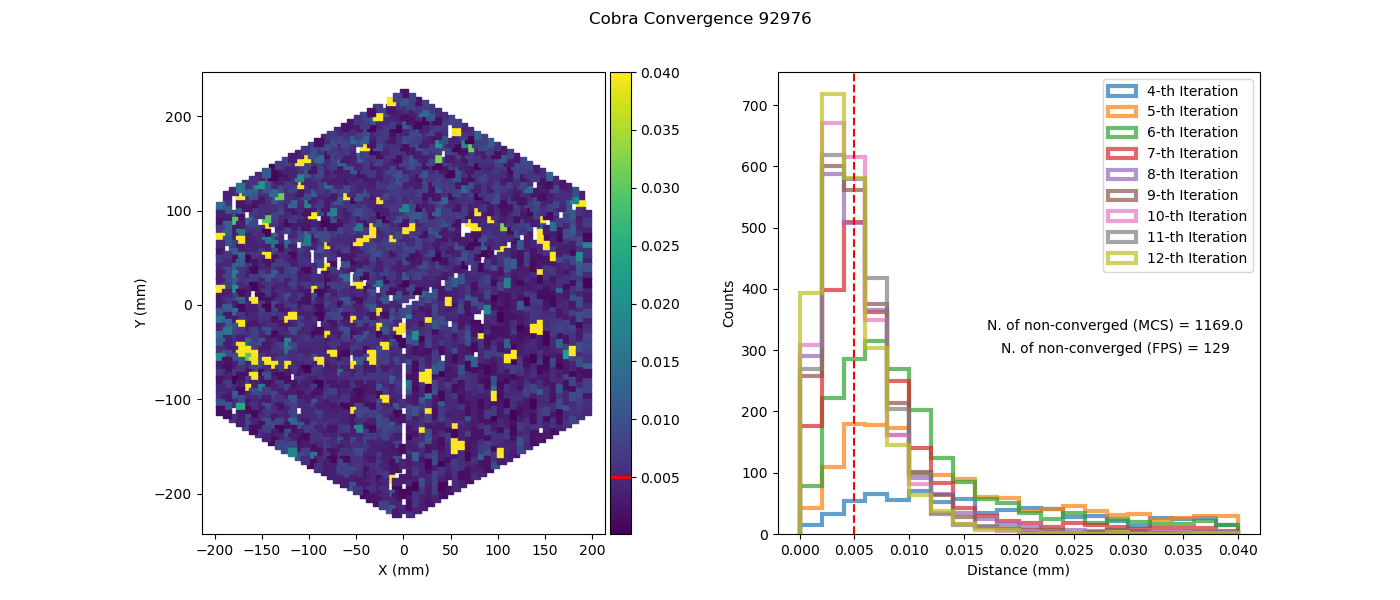 Cobra Convergence 92976
200
100
0
−100
−200
Y (mm)
−200
−150
−100
−50
0
50
100
150
200
X (mm)
0.040
0.035
0.030
0.025
0.020
0.015
0.010
0.005
700
600
500
400
300
200
100
0
Counts
4-th Iteration
5-th Iteration
6-th Iteration
7-th Iteration
8-th Iteration
9-th Iteration
10-th Iteration
11-th Iteration
12-th Iteration
N. of non-converged (MCS) = 1169.0
N. of non-converged (FPS) = 129
0.000
0.005
0.010
0.015
0.020
0.025
0.030
0.035
0.040
Distance (mm)